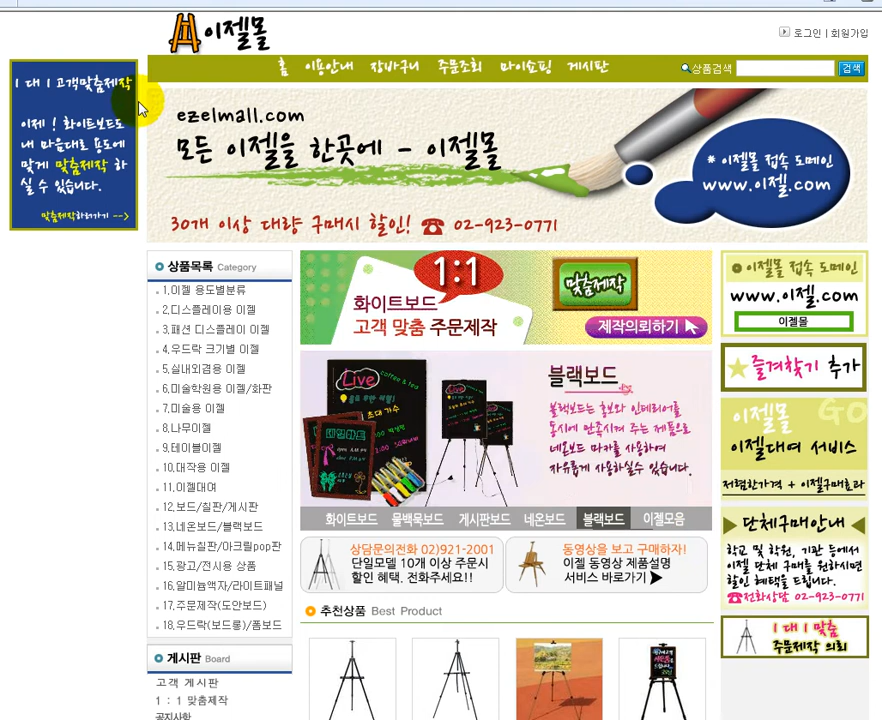 이젤몰
로그인 | 회원가입
홈 이용안내 장바구니 주문조회 마이쇼핑 게시판
상품검색 검색
1 대 1 고객맞춤제작
이제 ! 화이트보드도
내 마음대로 용도에
맞게 맞춤제작 하
실 수 있습니다.
맞춤제작하러가기 -->
ezelmall.com
모든 이젤을 한곳에 - 이젤몰
30개 이상 대량 구매시 할인! ☎ 02-923-0771
* 이젤몰 접속 도메인
www.이젤.com
상품목록 Category
1.이젤 용도별분류
2.디스플레이용 이젤
3.패션 디스플레이 이젤
4.우드락 크기별 이젤
5.실내외겸용 이젤
6.미술학원용 이젤/화판
7.미술용 이젤
8.나무이젤
9.테이블이젤
10.대작용 이젤
11.이젤대여
12.보드/칠판/게시판
13.네온보드/블랙보드
14.메뉴칠판/아크릴pop판
15.광고/전시용 상품
16.알미늄액자/라이트패널
17.주문제작(도안보드)
18.우드락(보드롱)/폼보드
게시판 Board
고객 게시판
1 : 1 맞춤제작
공지사항
1:1
화이트보드
고객 맞춤 주문제작
맞춤제작
제작의뢰하기
Live
coffee & tea
초대 가수
블랙보드
블랙보드는 홍보와 인테리어를
동시에 만족시켜 주는 제품으로
네온보드 마카를 사용하여
자유롭게 사용하실수 있습니다.
화이트보드 물백묵보드 게시판보드 네온보드 블랙보드 이젤모음
상담문의전화 02)921-2001
단일모델 10개 이상 주문시
할인 혜택. 전화주세요!!
동영상을 보고 구매하자!
이젤 동영상 제품설명
서비스 바로가기
추천상품 Best Product
이젤몰 접속 도메인
www.이젤.com
이젤몰
즐겨찾기 추가
이젤몰 GO
이젤대여 서비스
저렴한가격 + 이젤구매효과
단체구매안내
학교 및 학원, 기관 등에서
이젤 단체 구매를 원하시면
할인 혜택을 드립니다.
☎전화상담 02-923-0771
1 대 1 맞춤
주문제작 의뢰